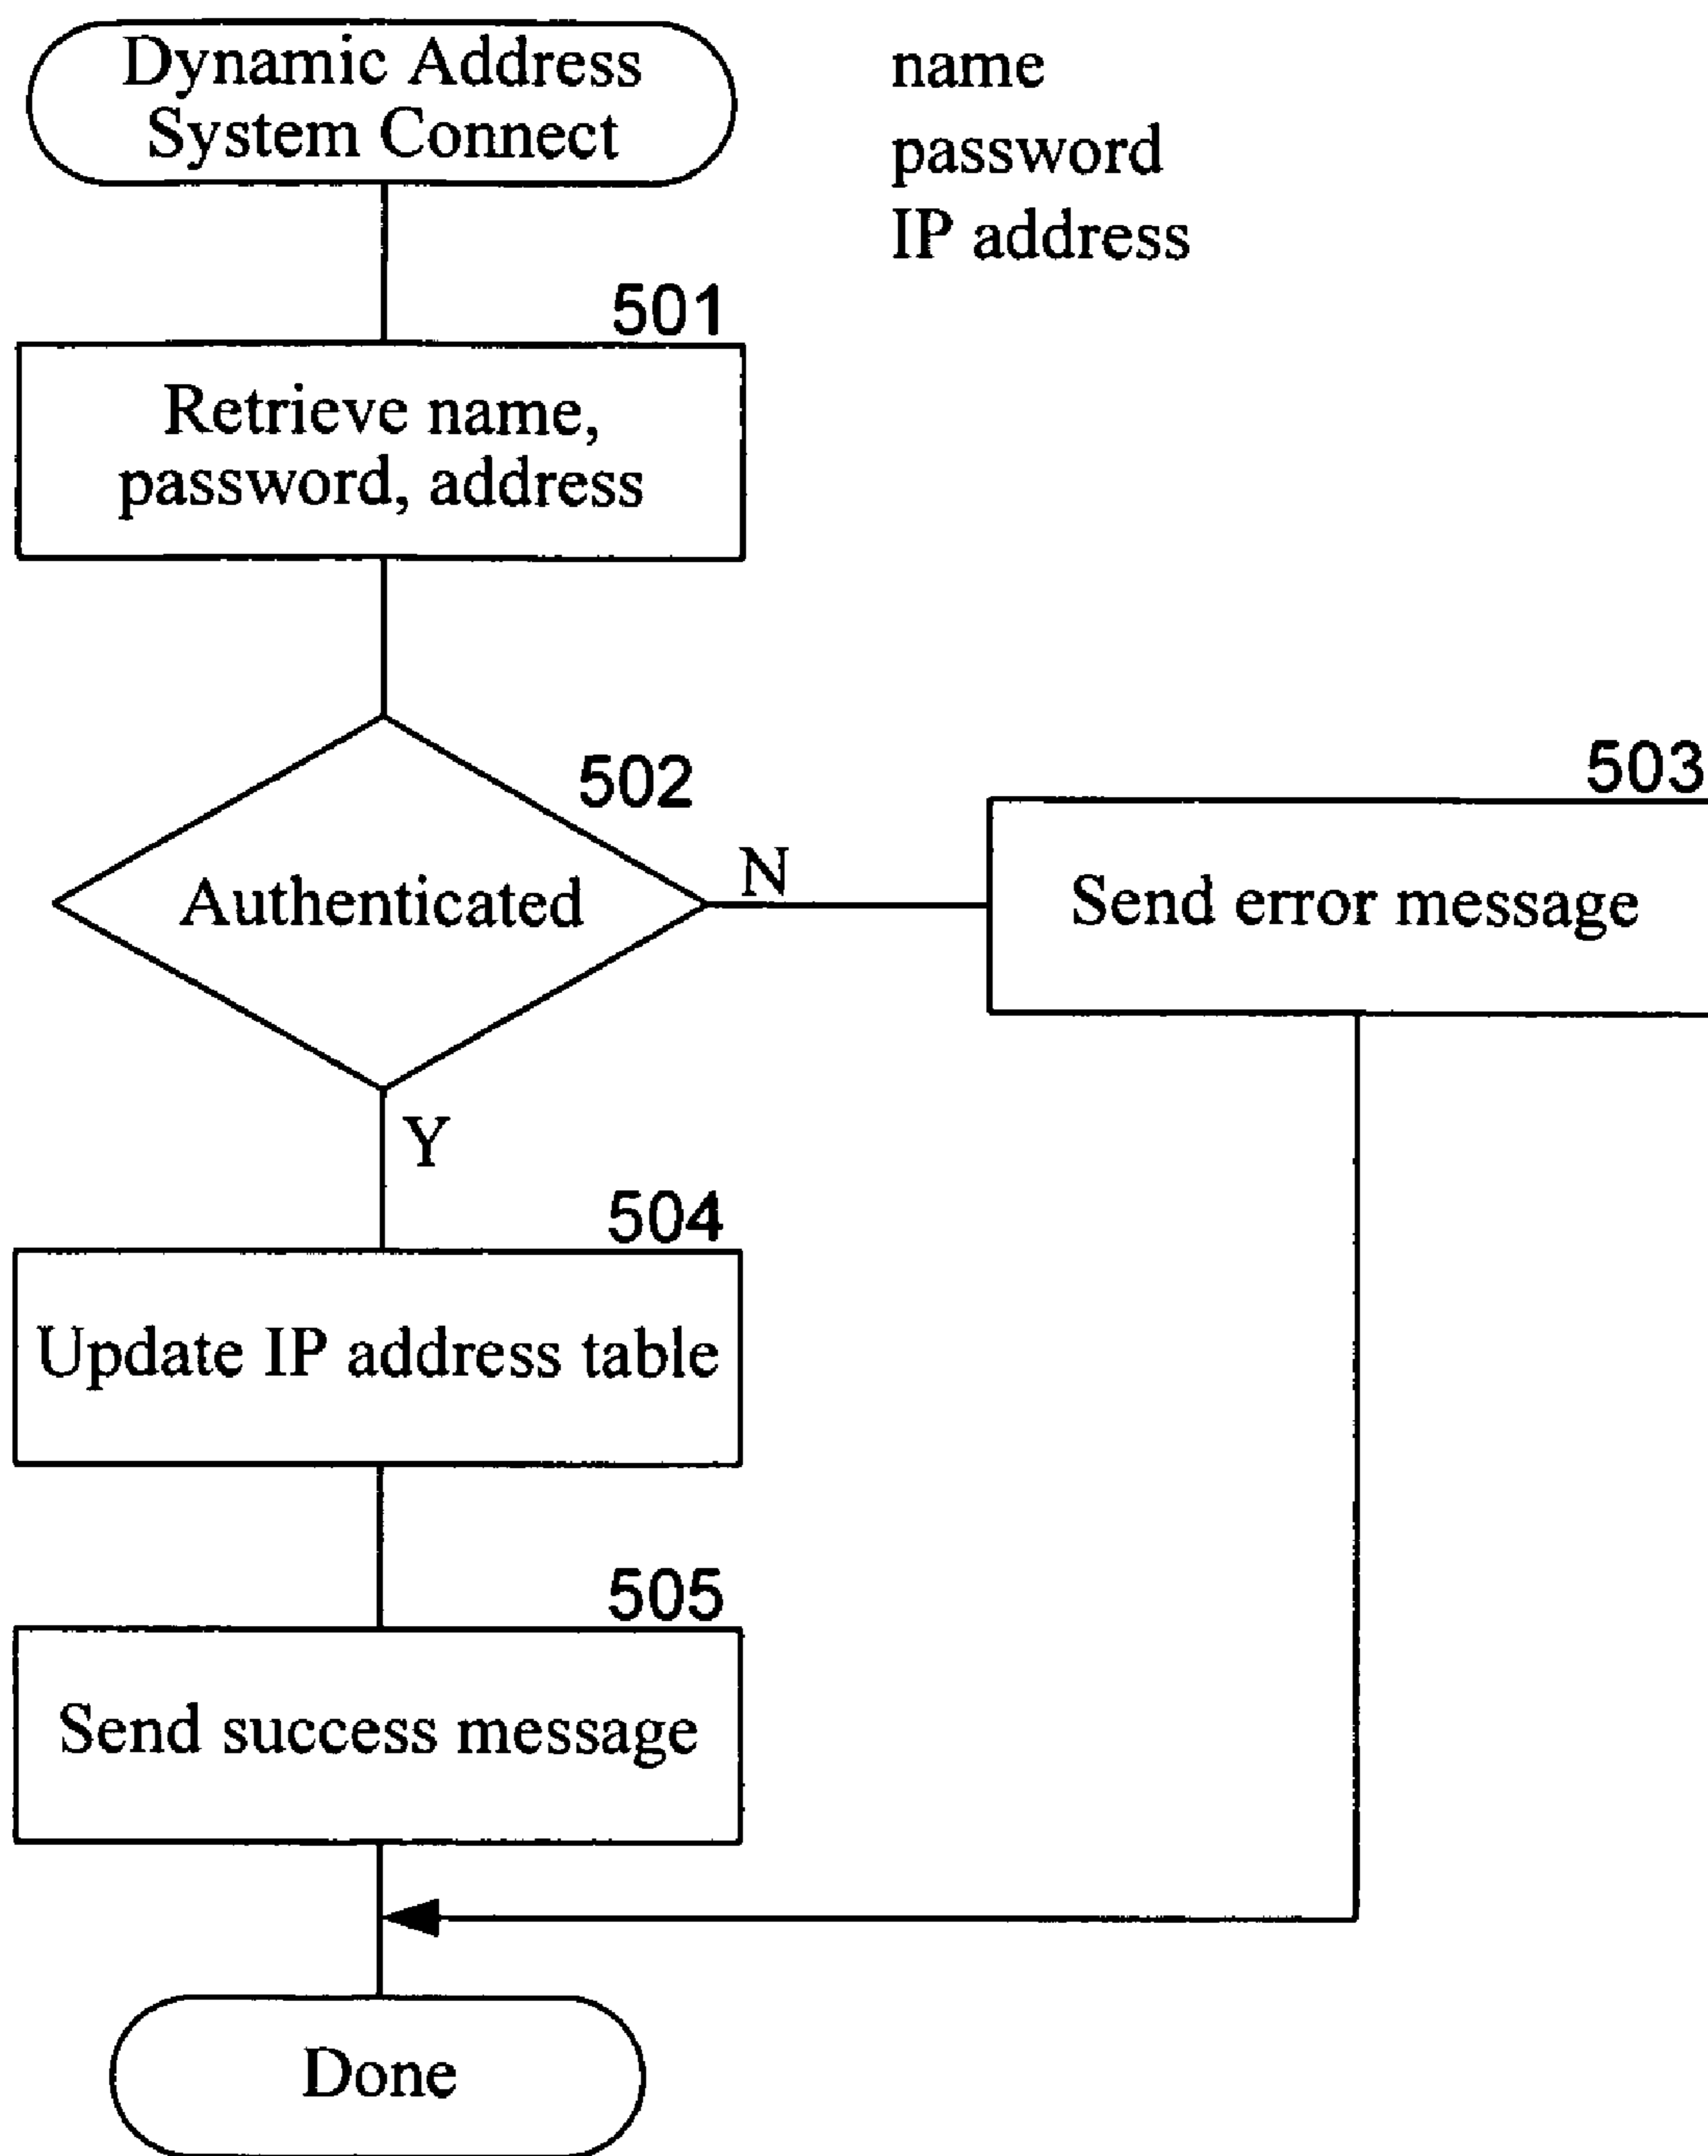 Dynamic Address
System Connect
name
password
IP address
501
Retrieve name,
password, address
502
Authenticated
N
503
Send error message
Y
504
Update IP address table
505
Send success message
Done